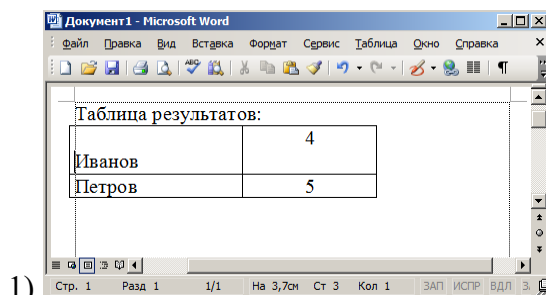 Документ1 - Microsoft Word
Файл Правка Вид Вставка Формат Сервис Таблица Окно Справка
Таблица результатов:
4
Иванов
Петров 5
1) Стр. 1 Разд 1 1/1 На 3,7см Ст 3 Кол 1 ЗАП ИСПР ВДЛ